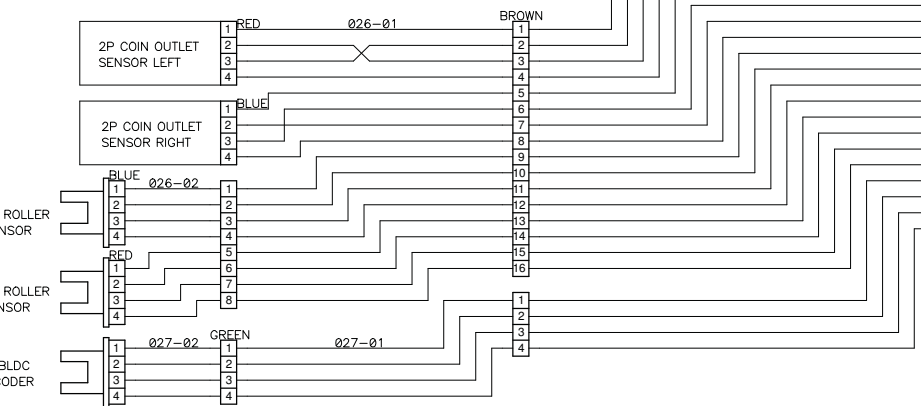 BROWN
RED 026-01
1 1
2P COIN OUTLET 2 2
SENSOR LEFT 3 3
4 4
5
BLUE
1 6
2P COIN OUTLET 2 7
SENSOR RIGHT 3 8
4 9
10
BLUE 026-02
1 1 11
2 2 12
ROLLER 3 3 13
NSOR 4 4 14
RED 5 15
1 6 16
2 7
ROLLER 3 8 1
NSOR 4 2
GREEN 3
027-02 027-01
1 1 4
BLDC 2 2
CODER 3 3
4 4